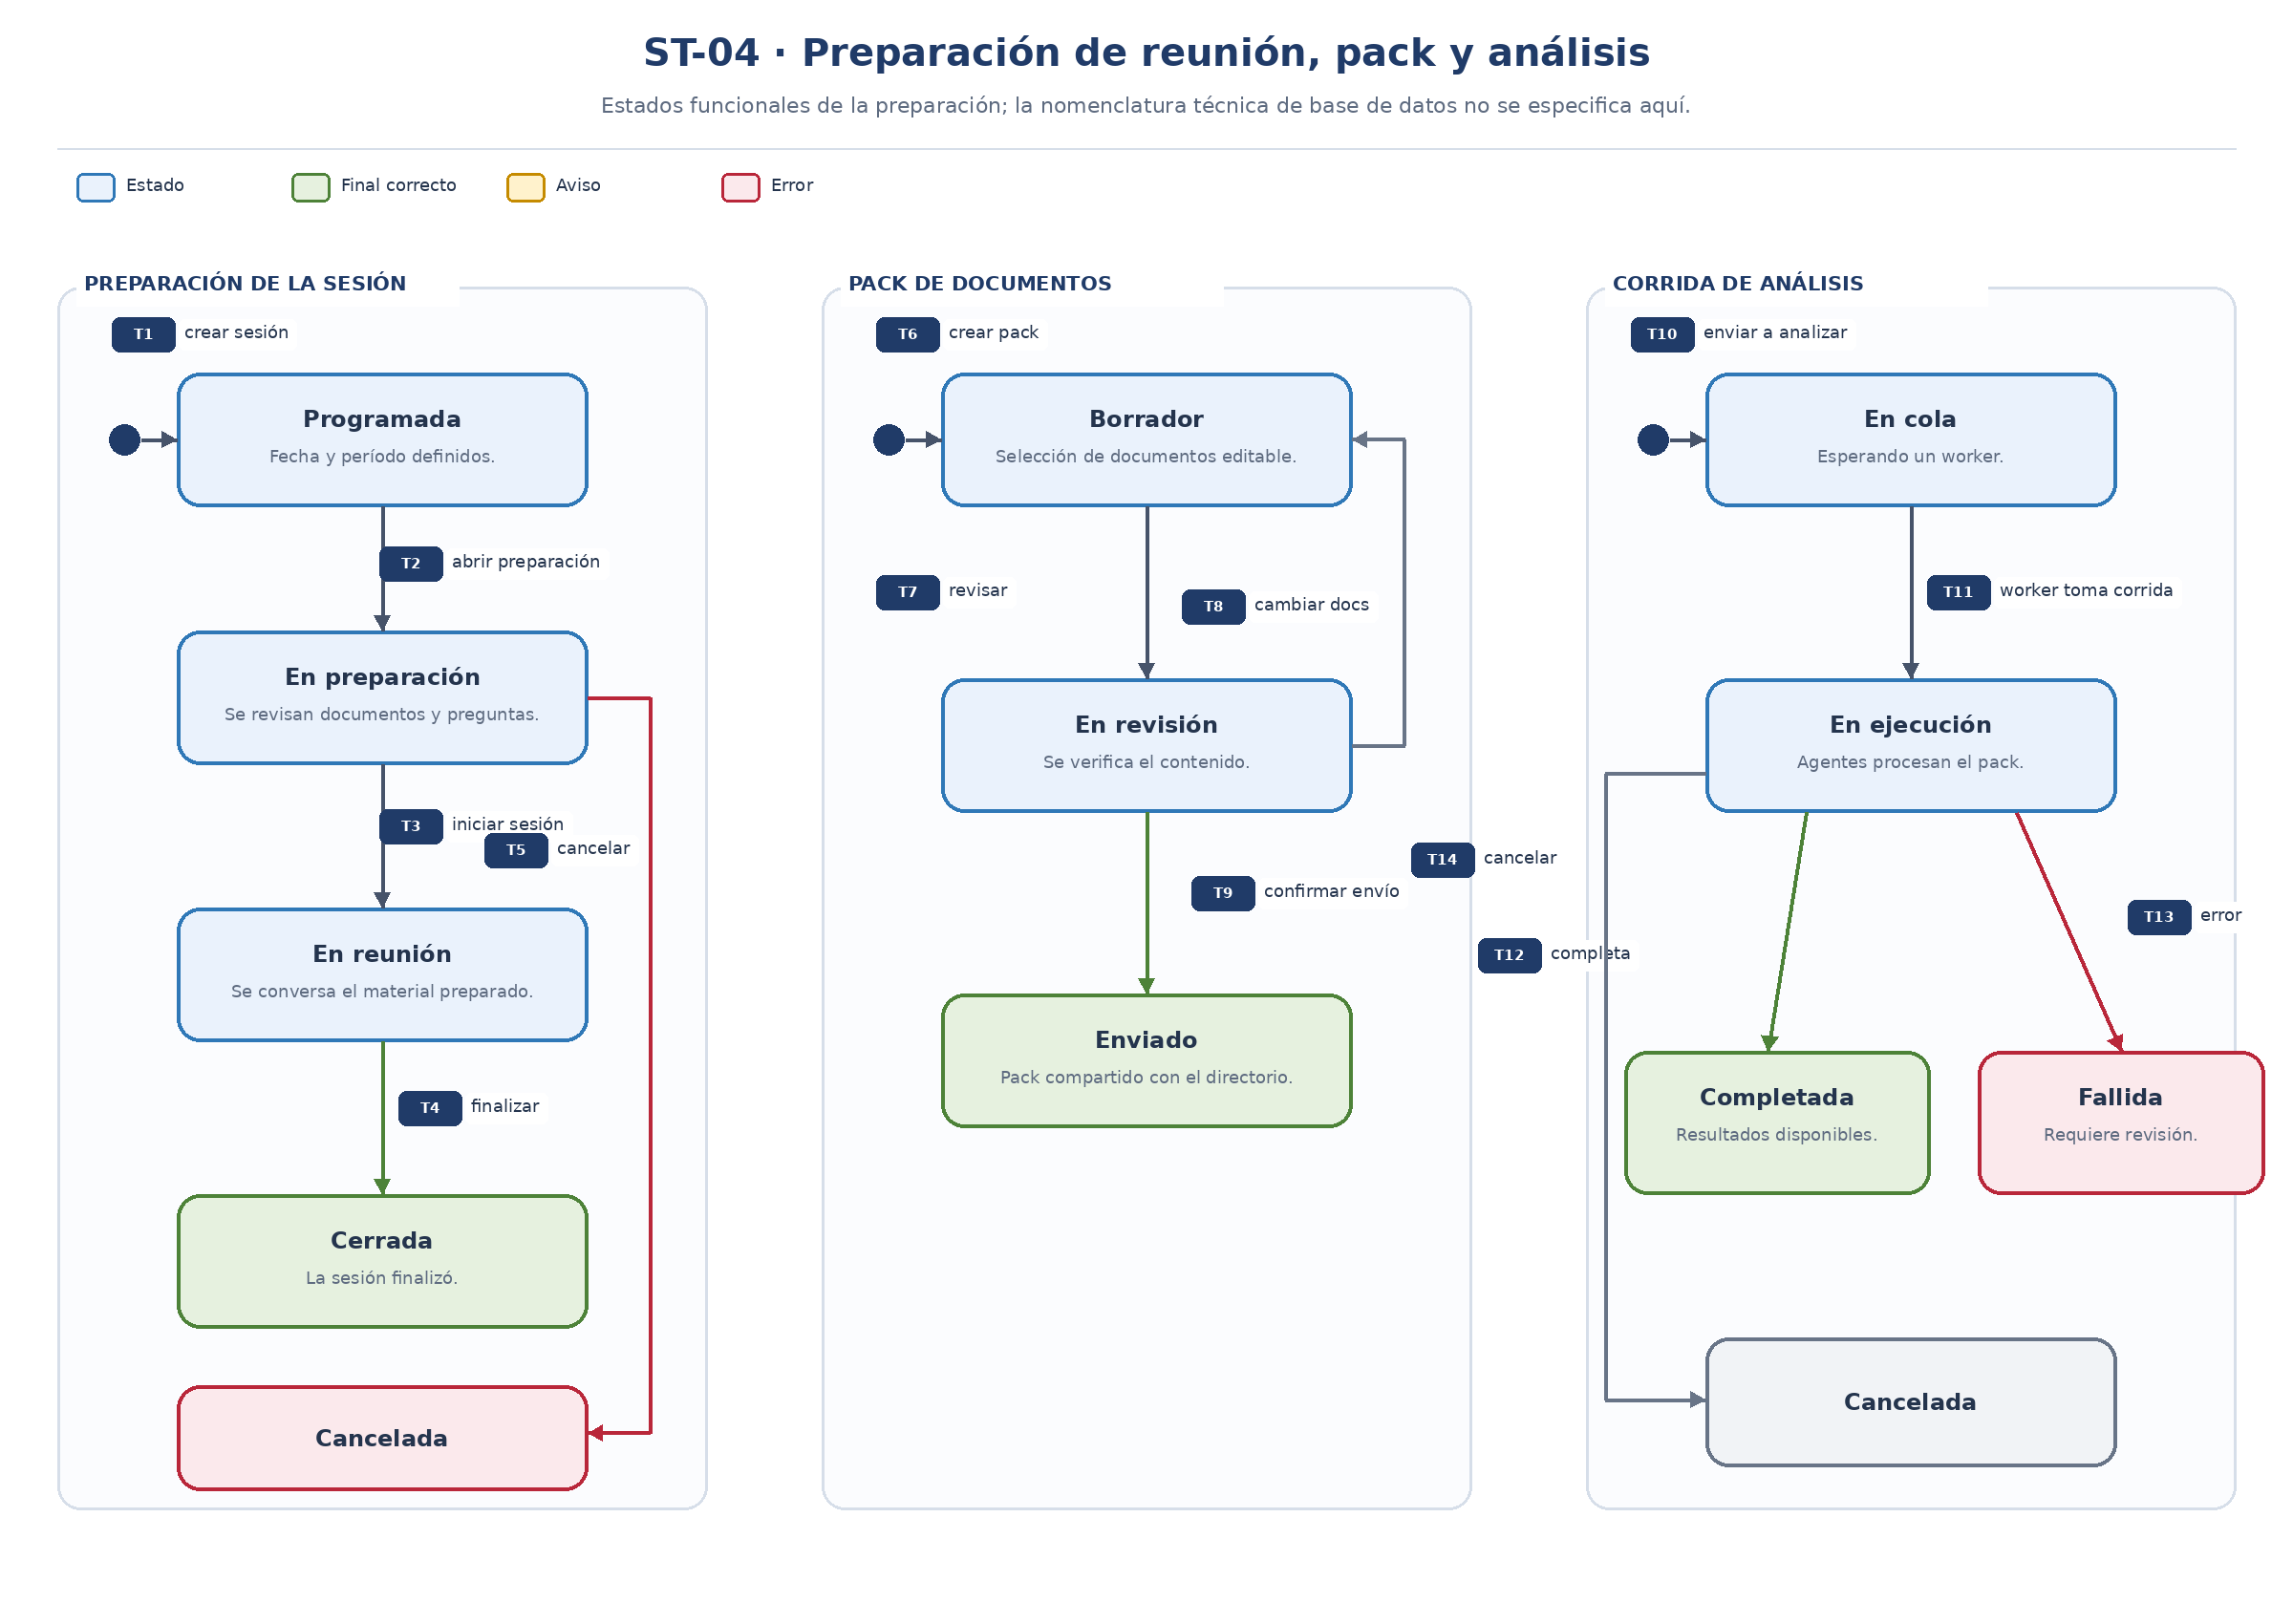 ST-04 · Preparación de reunión, pack y análisis
Estados funcionales de la preparación; la nomenclatura técnica de base de datos no se especifica aquí.
Estado
Final correcto
Aviso
Error
PREPARACIÓN DE LA SESIÓN
T1 crear sesión
Programada
Fecha y período definidos.
T2 abrir preparación
En preparación
Se revisan documentos y preguntas.
T3 iniciar sesión
T5 cancelar
En reunión
Se conversa el material preparado.
T4 finalizar
Cerrada
La sesión finalizó.
Cancelada
PACK DE DOCUMENTOS
T6 crear pack
Borrador
Selección de documentos editable.
T7 revisar
T8 cambiar docs
En revisión
Se verifica el contenido.
T9 confirmar envío
Enviado
Pack compartido con el directorio.
CORRIDA DE ANÁLISIS
T10 enviar a analizar
En cola
Esperando un worker.
T11 worker toma corrida
En ejecución
Agentes procesan el pack.
T14 cancelar
T12 completa
T13 error
Completada
Resultados disponibles.
Fallida
Requiere revisión.
Cancelada